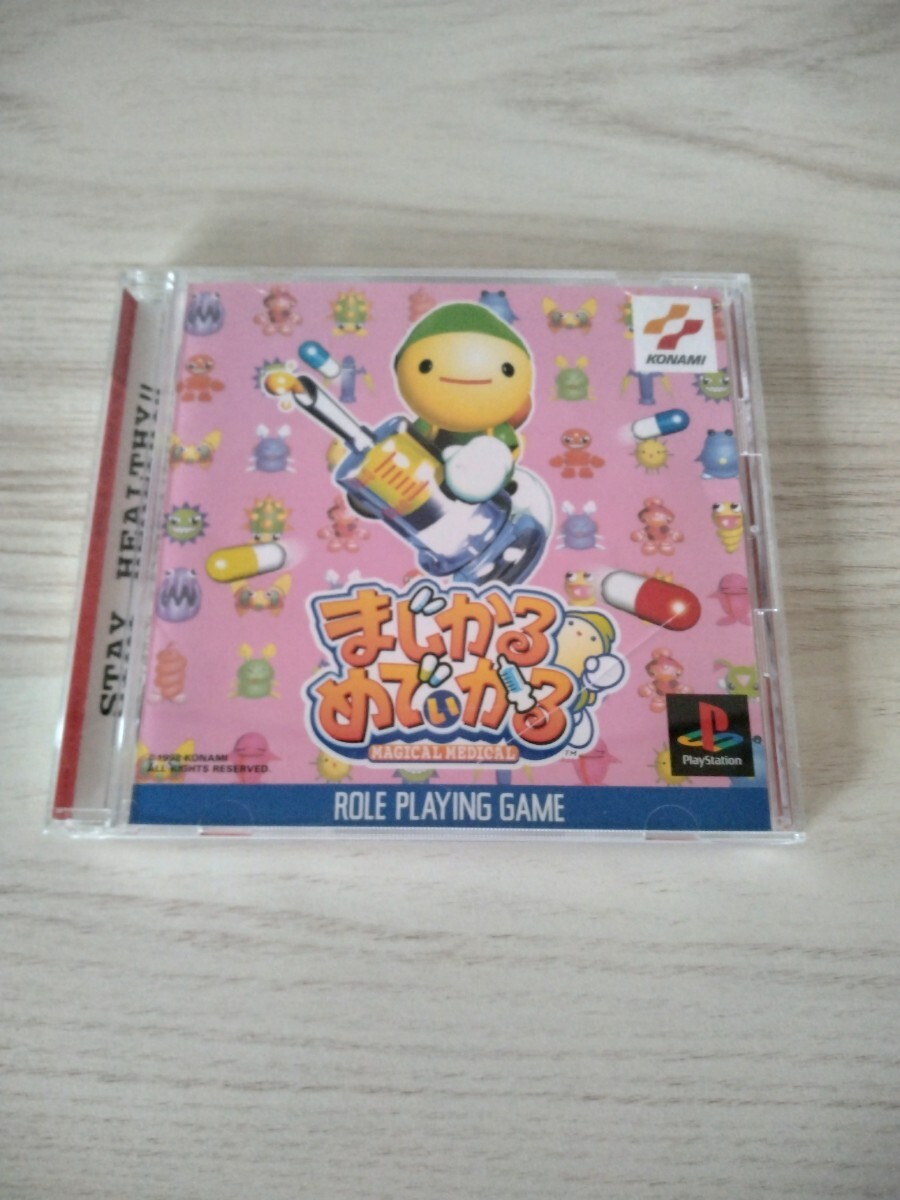 STAY HEALTHY!!
KONAMI
まじかる
めでぃかる
MAGICAL MEDICAL
TM
©1998 KONAMI
ALL RIGHTS RESERVED.
PlayStation
ROLE PLAYING GAME